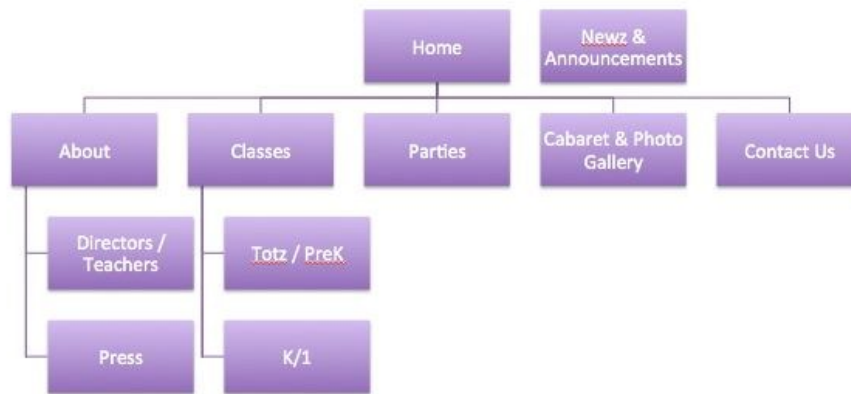 Home
Newz &
Announcements
About
Classes
Parties
Cabaret & Photo
Gallery
Contact Us
Directors /
Teachers
Totz / PreK
Press
K/1